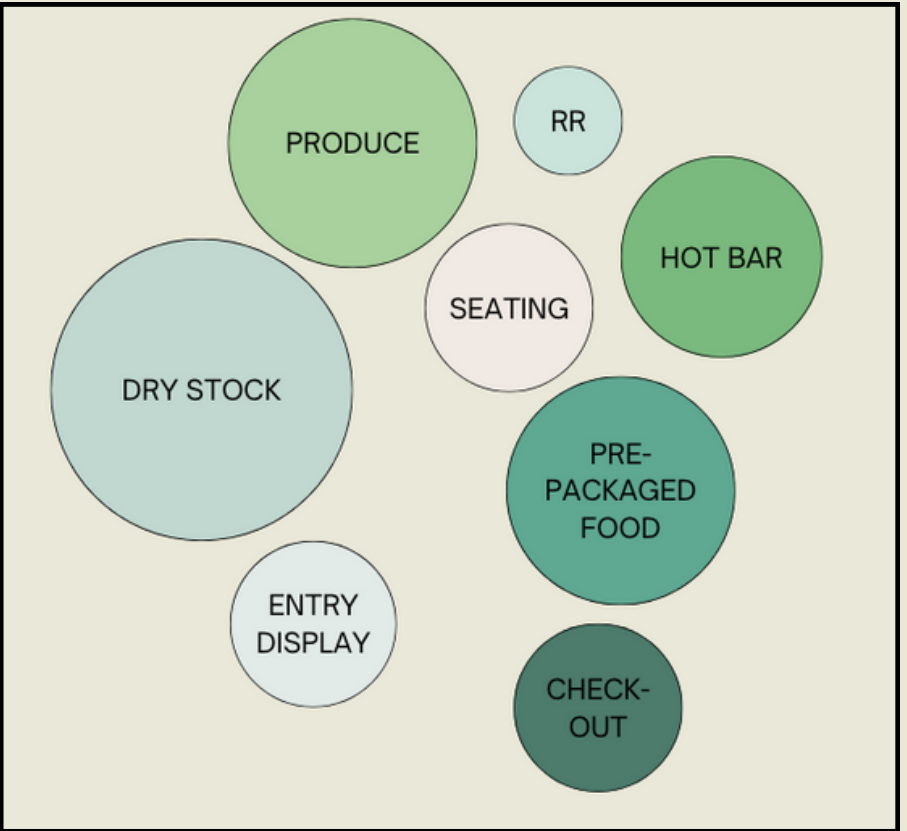 PRODUCE
RR
HOT BAR
SEATING
DRY STOCK
PRE-
PACKAGED
FOOD
ENTRY
DISPLAY
CHECK-
OUT